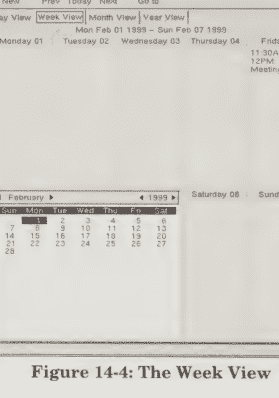 New Prev Today Next Go to
ay View Week View Month View Year View
Mon Feb 01 1999 – Sun Feb 07 1999
Monday 01 Tuesday 02 Wednesday 03 Thursday 04 Frida
11:30A
12PM
Meetin
Saturday 06 Sund
February 1999
Sun Mon Tue Wed Thu Fri Sat
1 2 3 4 5 6
7 8 9 10 11 12 13
14 15 16 17 18 19 20
21 22 23 24 25 26 27
28
Figure 14-4: The Week View